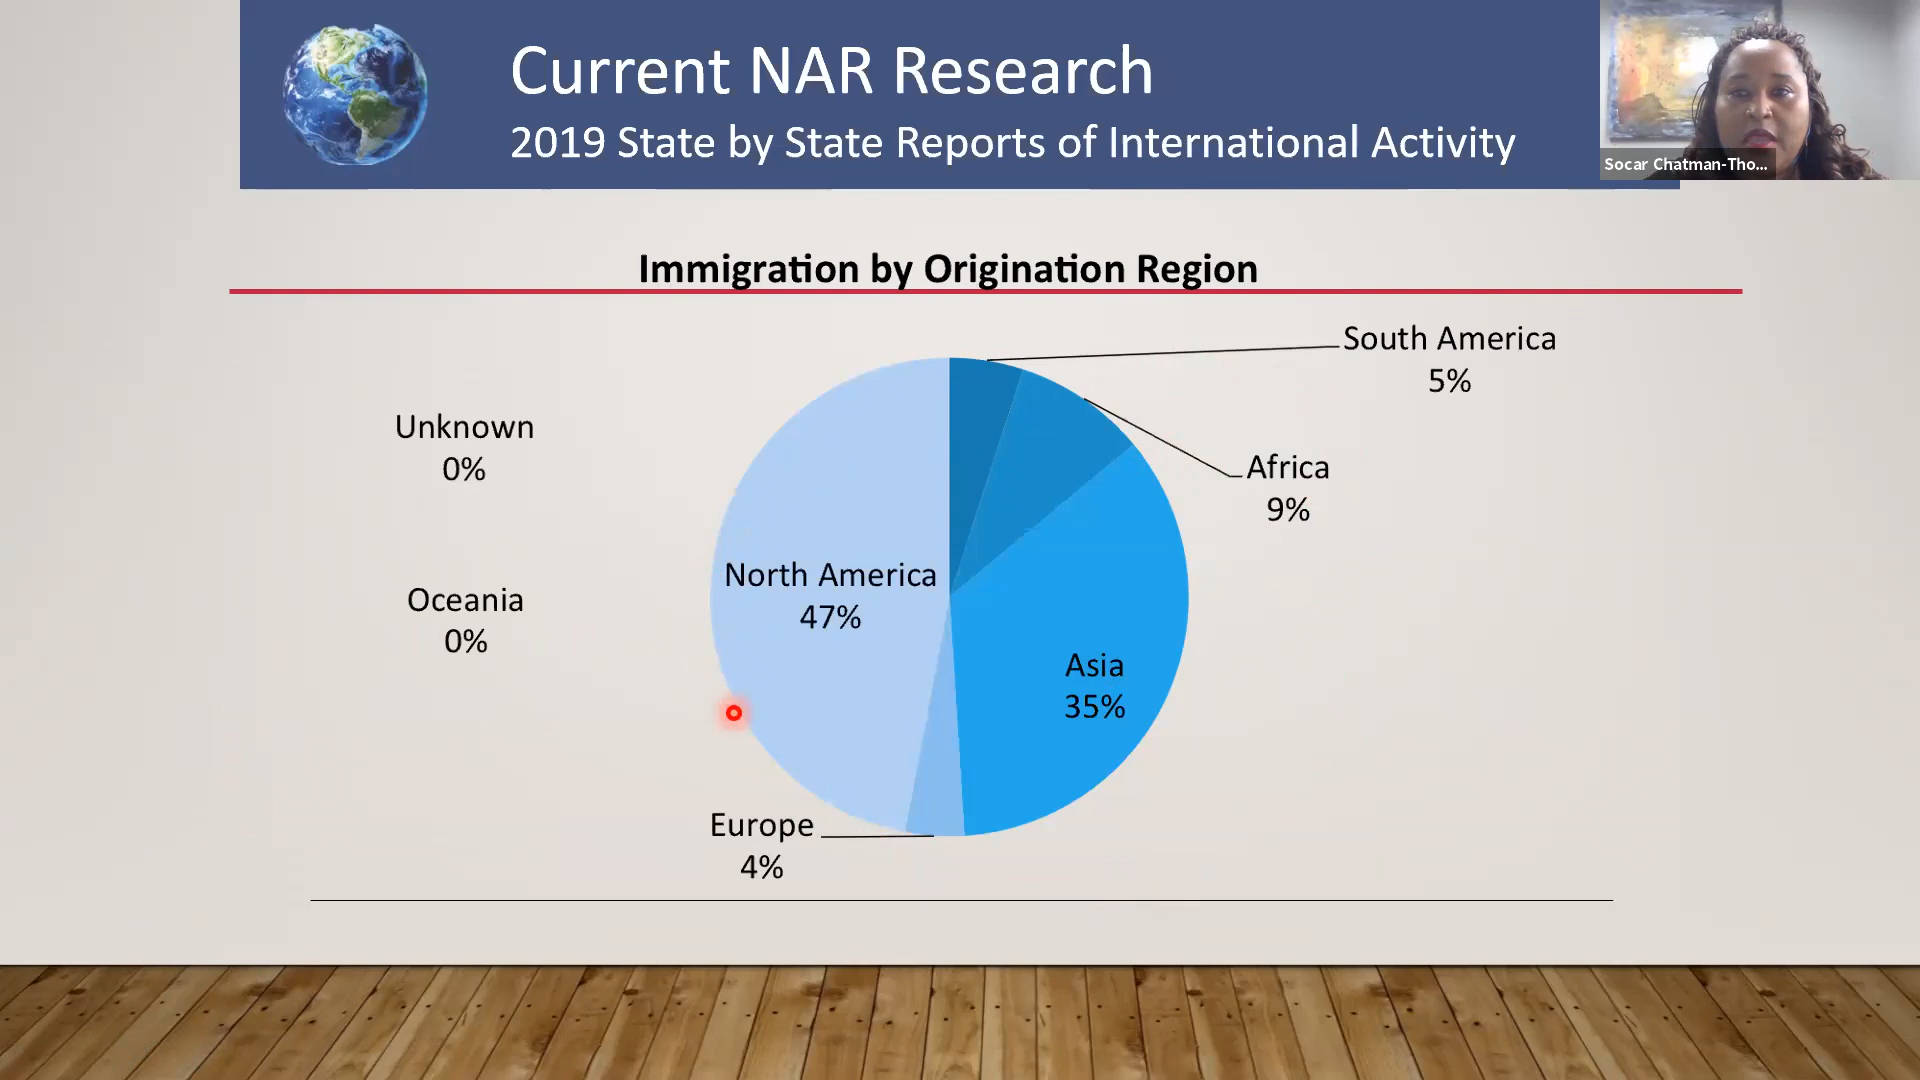 Current NAR Research
2019 State by State Reports of International Activity
Socar Chatman-Tho...
Immigration by Origination Region
South America
5%
Unknown
0%
Africa
9%
North America
47%
Oceania
0%
Asia
35%
Europe
4%